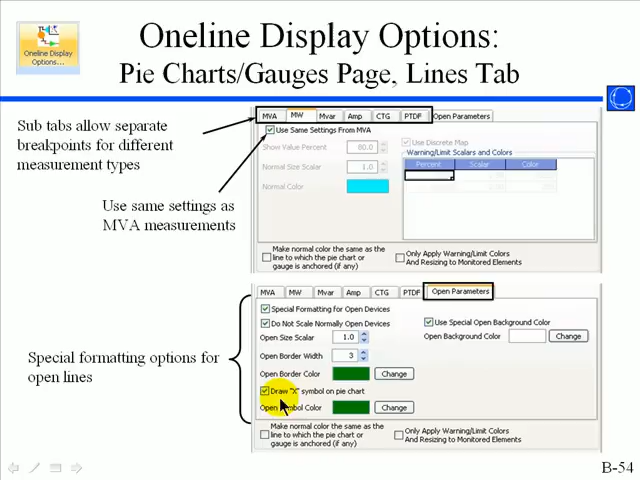 Oneline Display
Options...
Oneline Display Options:
Pie Charts/Gauges Page, Lines Tab
Sub tabs allow separate
breakpoints for different
measurement types
Use same settings as
MVA measurements
MVA MW Mvar Amp CTG PTDF Open Parameters
Use Same Settings From MVA
Show Value Percent 80.0
Normal Size Scalar 1.0
Normal Color
Use Discrete Map
Warning/Limit Scalars and Colors
Percent Scalar Color
Make normal color the same as the
line to which the pie chart or
gauge is anchored (if any)
Only Apply Warning/Limit Colors
And Resizing to Monitored Elements
Special formatting options for
open lines
MVA MW Mvar Amp CTG PTDF Open Parameters
Special Formatting for Open Devices
Do Not Scale Normally Open Devices
Open Size Scalar 1.0
Open Border Width 3
Open Border Color Change
Draw "X" symbol on pie chart
Open Symbol Color Change
Use Special Open Background Color
Open Background Color Change
Make normal color the same as the
line to which the pie chart or
gauge is anchored (if any)
Only Apply Warning/Limit Colors
And Resizing to Monitored Elements
B-54